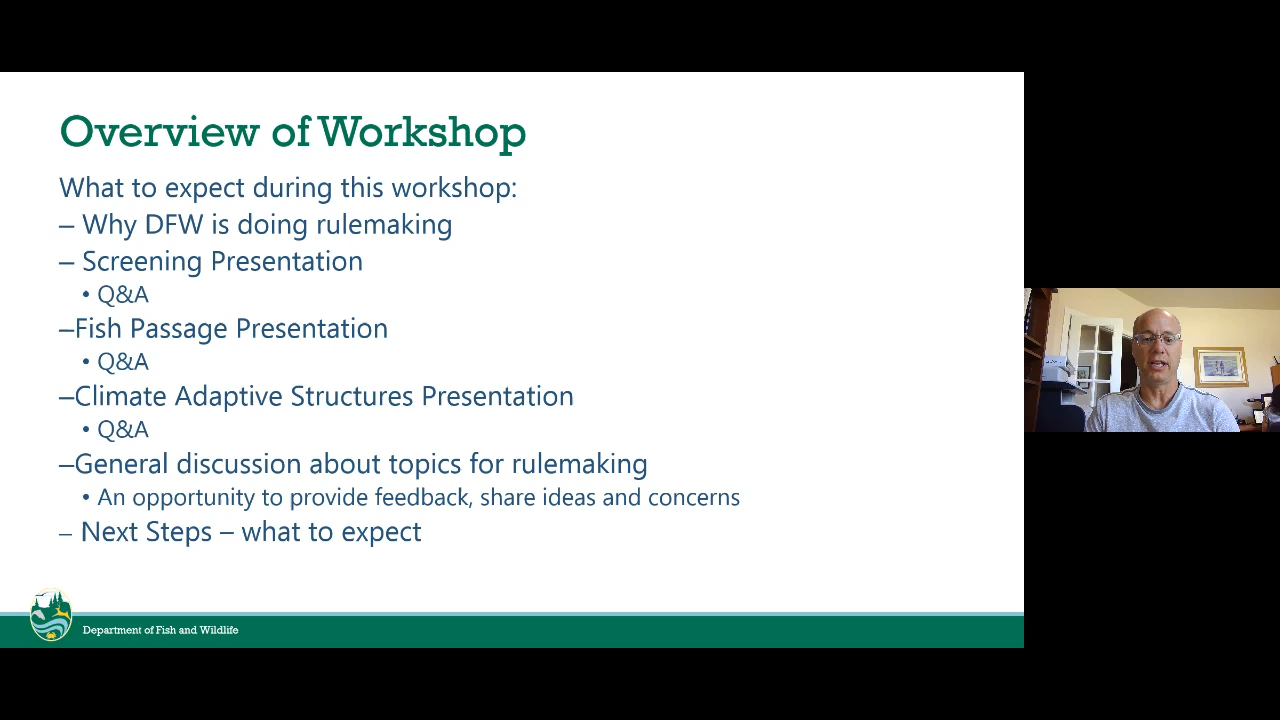 Overview of Workshop
What to expect during this workshop:
– Why DFW is doing rulemaking
– Screening Presentation
• Q&A
–Fish Passage Presentation
• Q&A
–Climate Adaptive Structures Presentation
• Q&A
–General discussion about topics for rulemaking
• An opportunity to provide feedback, share ideas and concerns
– Next Steps – what to expect
Department of Fish and Wildlife